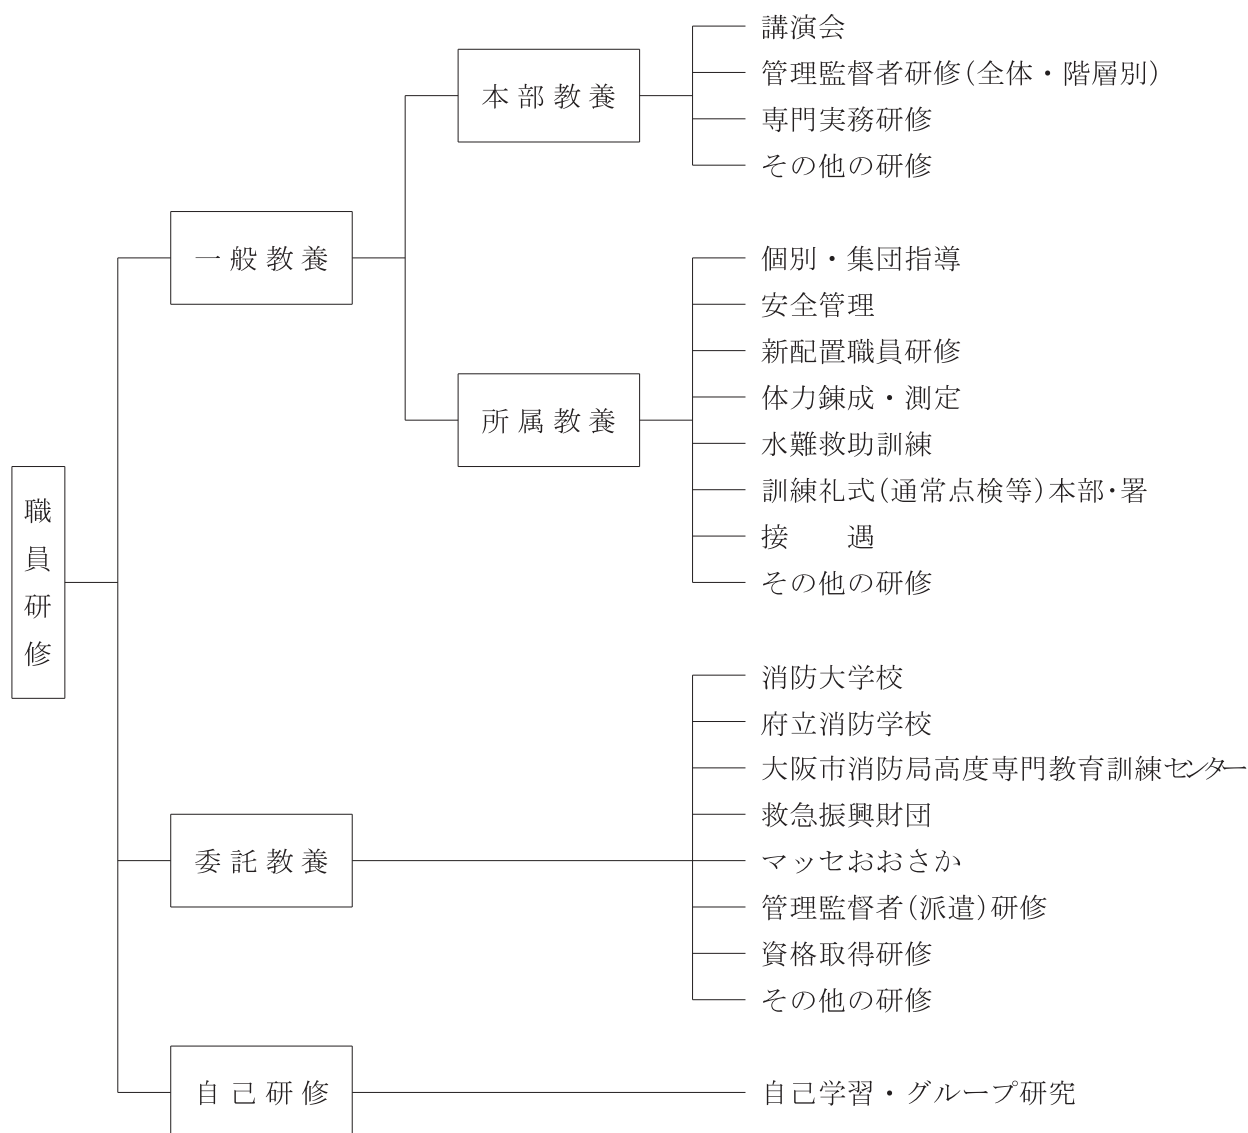 職員研修
一般教養
本部教養
講演会
管理監督者研修(全体・階層別)
専門実務研修
その他の研修
所属教養
個別・集団指導
安全管理
新配置職員研修
体力錬成・測定
水難救助訓練
訓練礼式(通常点検等)本部・署
接　　遇
その他の研修
委託教養
消防大学校
府立消防学校
大阪市消防局高度専門教育訓練センター
救急振興財団
マッセおおさか
管理監督者(派遣)研修
資格取得研修
その他の研修
自己研修
自己学習・グループ研究